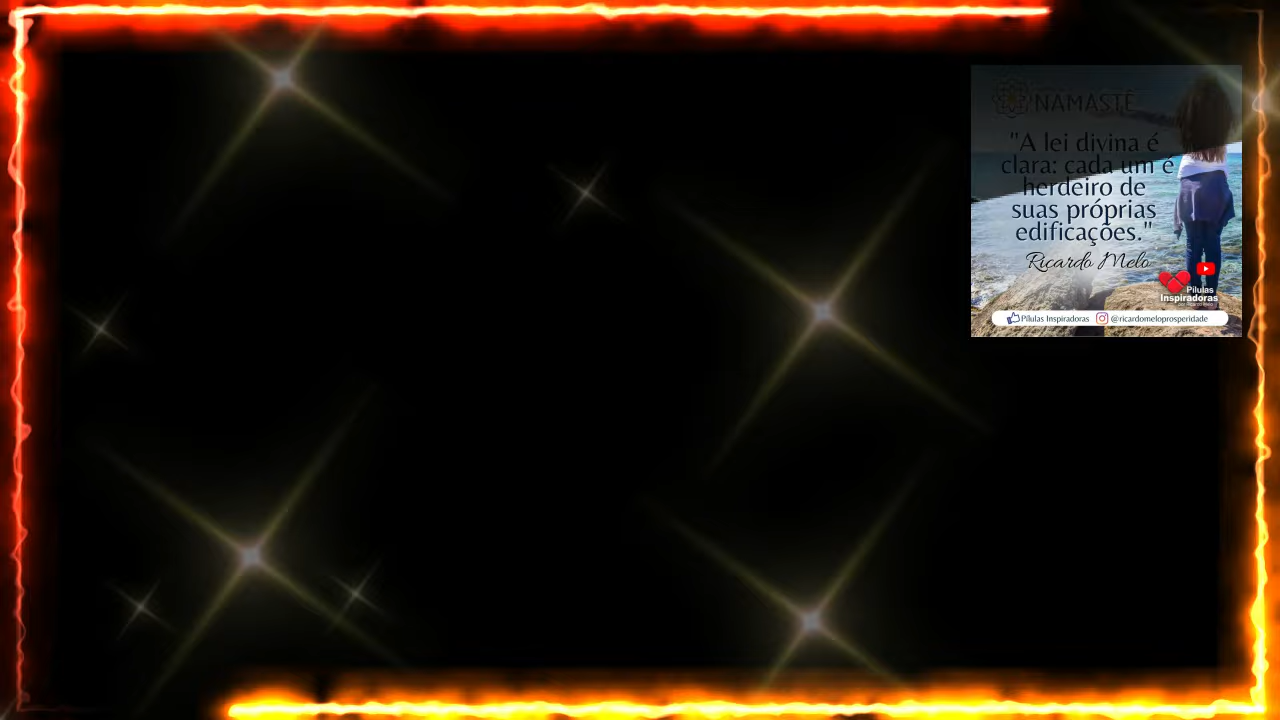 NAMASTÊ
"A lei divina é
clara: cada um é
herdeiro de
suas próprias
edificações."
Ricardo Melo
Pílulas
Inspiradoras
Pílulas Inspiradoras @ricardomeloprosperidade